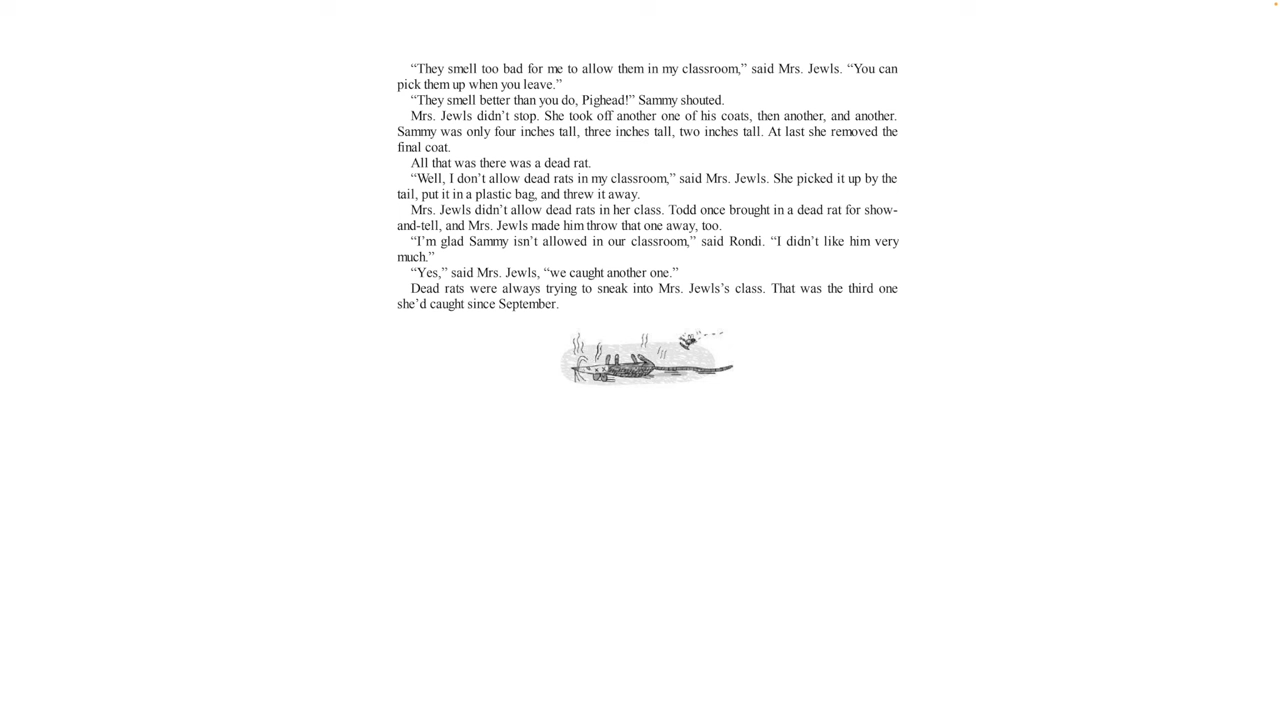 “They smell too bad for me to allow them in my classroom,” said Mrs. Jewls. “You can
pick them up when you leave.”
“They smell better than you do, Pighead!” Sammy shouted.
Mrs. Jewls didn’t stop. She took off another one of his coats, then another, and another.
Sammy was only four inches tall, three inches tall, two inches tall. At last she removed the
final coat.
All that was there was a dead rat.
“Well, I don’t allow dead rats in my classroom,” said Mrs. Jewls. She picked it up by the
tail, put it in a plastic bag, and threw it away.
Mrs. Jewls didn’t allow dead rats in her class. Todd once brought in a dead rat for show-
and-tell, and Mrs. Jewls made him throw that one away, too.
“I’m glad Sammy isn’t allowed in our classroom,” said Rondi. “I didn’t like him very
much.”
“Yes,” said Mrs. Jewls, “we caught another one.”
Dead rats were always trying to sneak into Mrs. Jewls’s class. That was the third one
she’d caught since September.